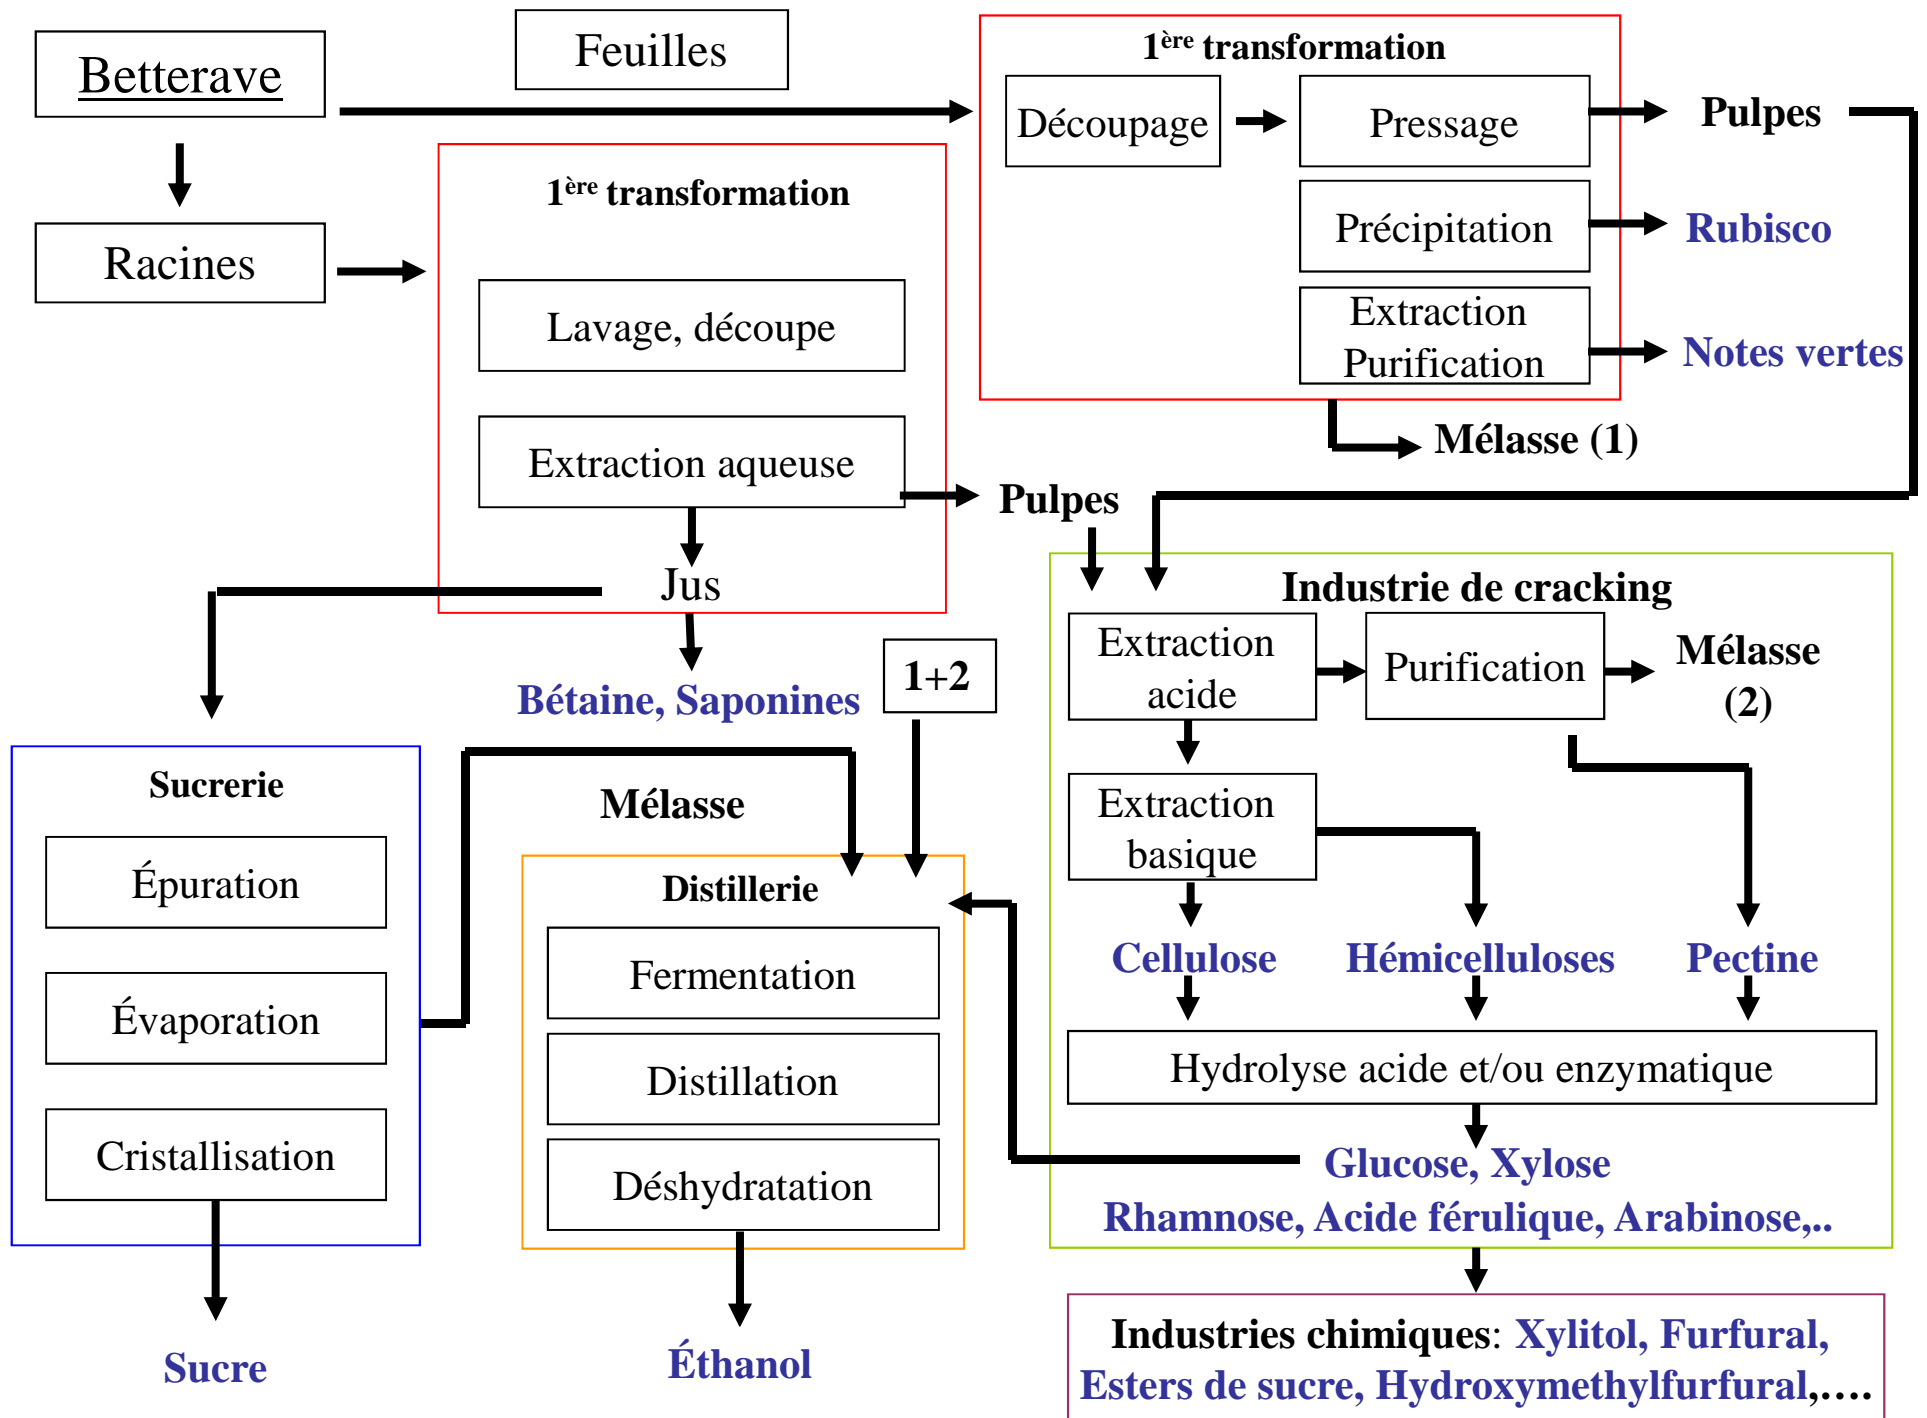 Betterave
Feuilles
1ère transformation
Découpage
Pressage
Pulpes
Précipitation
Rubisco
Extraction
Purification
Notes vertes
Mélasse (1)
Racines
1ère transformation
Lavage, découpe
Extraction aqueuse
Pulpes
Jus
Bétaine, Saponines
1+2
Industrie de cracking
Extraction
acide
Purification
Mélasse
(2)
Extraction
basique
Cellulose
Hémicelluloses
Pectine
Hydrolyse acide et/ou enzymatique
Glucose, Xylose
Rhamnose, Acide férulique, Arabinose,..
Sucrerie
Épuration
Évaporation
Cristallisation
Sucre
Mélasse
Distillerie
Fermentation
Distillation
Déshydratation
Éthanol
Industries chimiques: Xylitol, Furfural,
Esters de sucre, Hydroxymethylfurfural,….